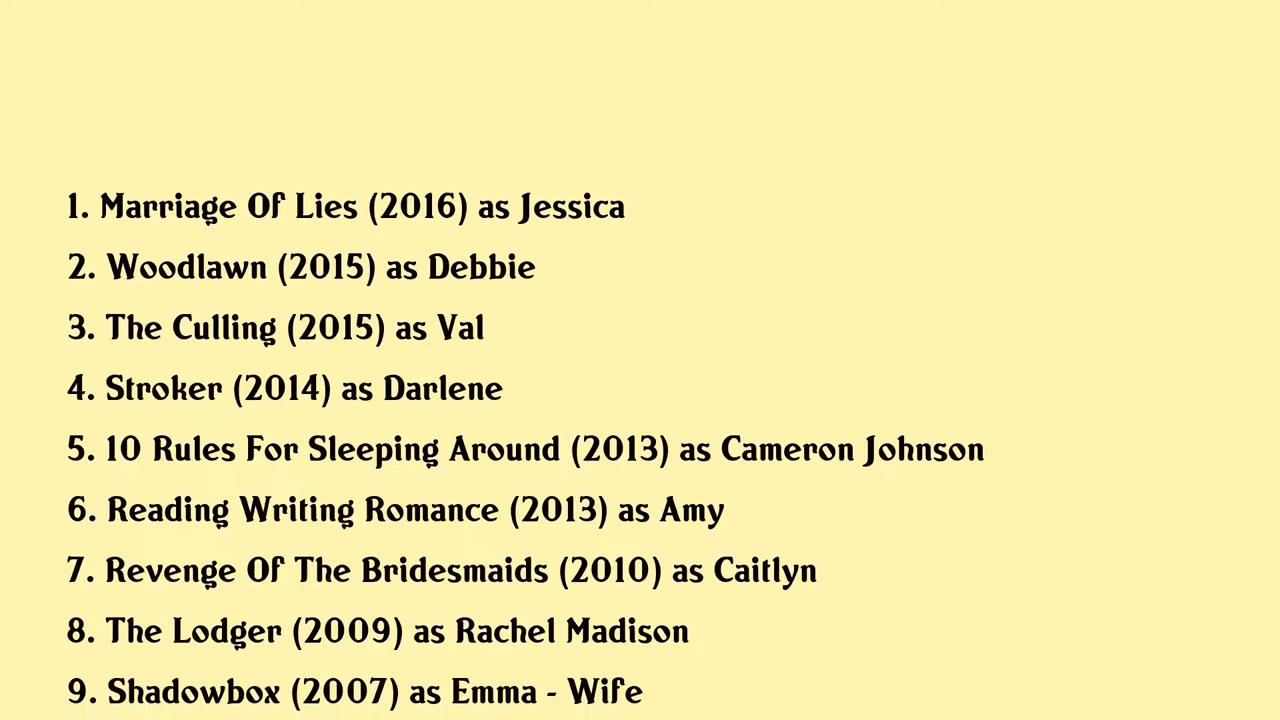 1. Marriage Of Lies (2016) as Jessica
2. Woodlawn (2015) as Debbie
3. The Culling (2015) as Val
4. Stroker (2014) as Darlene
5. 10 Rules For Sleeping Around (2013) as Cameron Johnson
6. Reading Writing Romance (2013) as Amy
7. Revenge Of The Bridesmaids (2010) as Caitlyn
8. The Lodger (2009) as Rachel Madison
9. Shadowbox (2007) as Emma - Wife